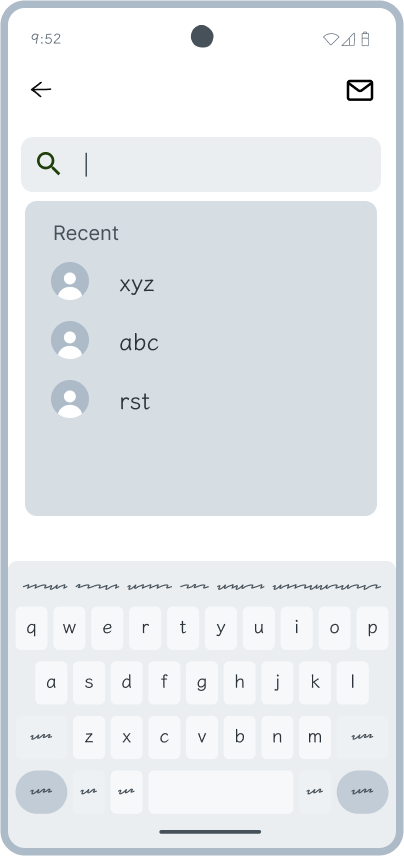 9:52
Recent
xyz
abc
rst
q w e r t y u i o p
a s d f g h j k l
z x c v b n m